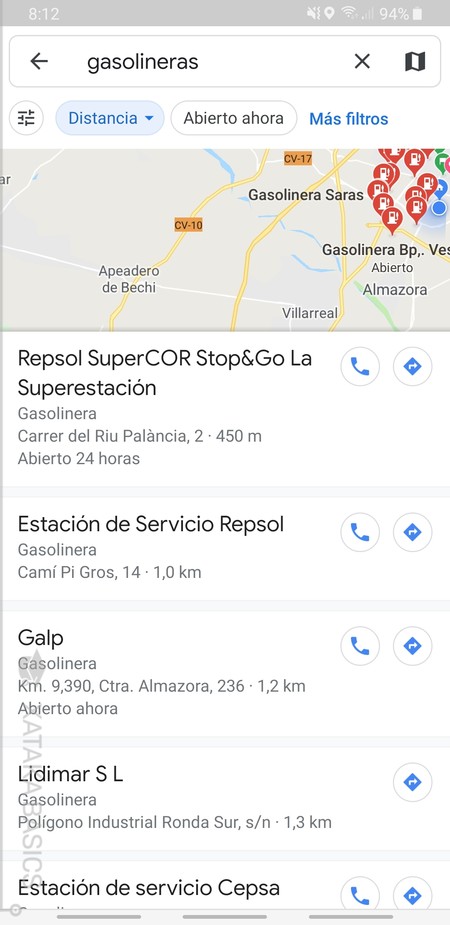 8:12
94%
gasolineras
Distancia
Abierto ahora
Más filtros
ar
CV-17
Gasolinera Saras
CV-10
Gasolinera Bp,. Ves
Abierto
Apeadero
de Bechi
Almazora
Villarreal
Repsol SuperCOR Stop&Go La
Superestación
Gasolinera
Carrer del Riu Palància, 2 · 450 m
Abierto 24 horas
Estación de Servicio Repsol
Gasolinera
Camí Pi Gros, 14 · 1,0 km
Galp
Gasolinera
Km. 9,390, Ctra. Almazora, 236 · 1,2 km
Abierto ahora
Lidimar S L
Gasolinera
Polígono Industrial Ronda Sur, s/n · 1,3 km
Estación de servicio Cepsa
XATAKA BASICS